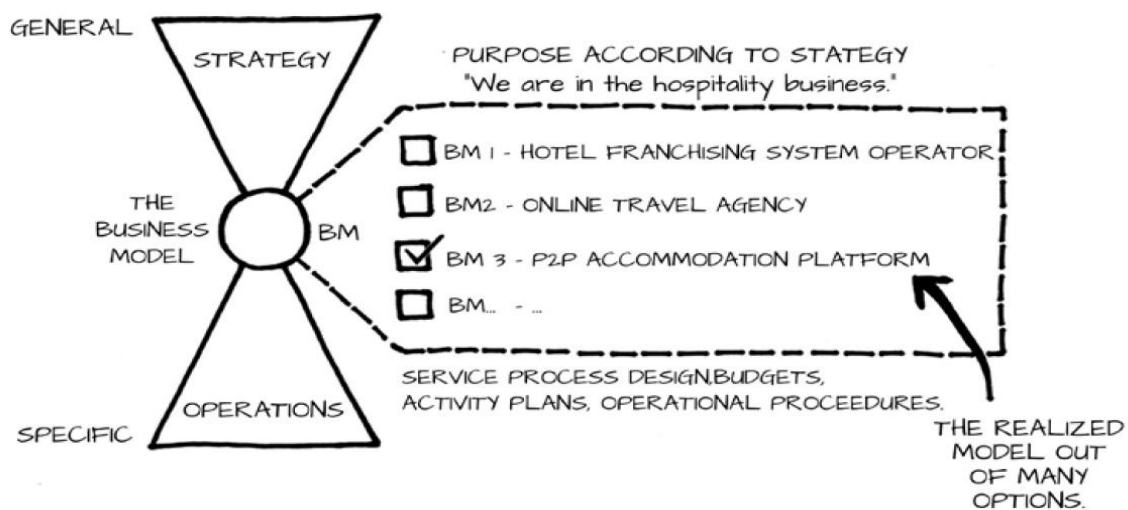 GENERAL
STRATEGY
PURPOSE ACCORDING TO STATEGY
"We are in the hospitality business."
BM 1 - HOTEL FRANCHISING SYSTEM OPERATOR
BM2 - ONLINE TRAVEL AGENCY
BM 3 - P2P ACCOMMODATION PLATFORM
BM... - ...
THE
BUSINESS
MODEL
BM
SERVICE PROCESS DESIGN,BUDGETS,
ACTIVITY PLANS, OPERATIONAL PROCEEDURES.
OPERATIONS
SPECIFIC
THE REALIZED
MODEL OUT
OF MANY
OPTIONS.